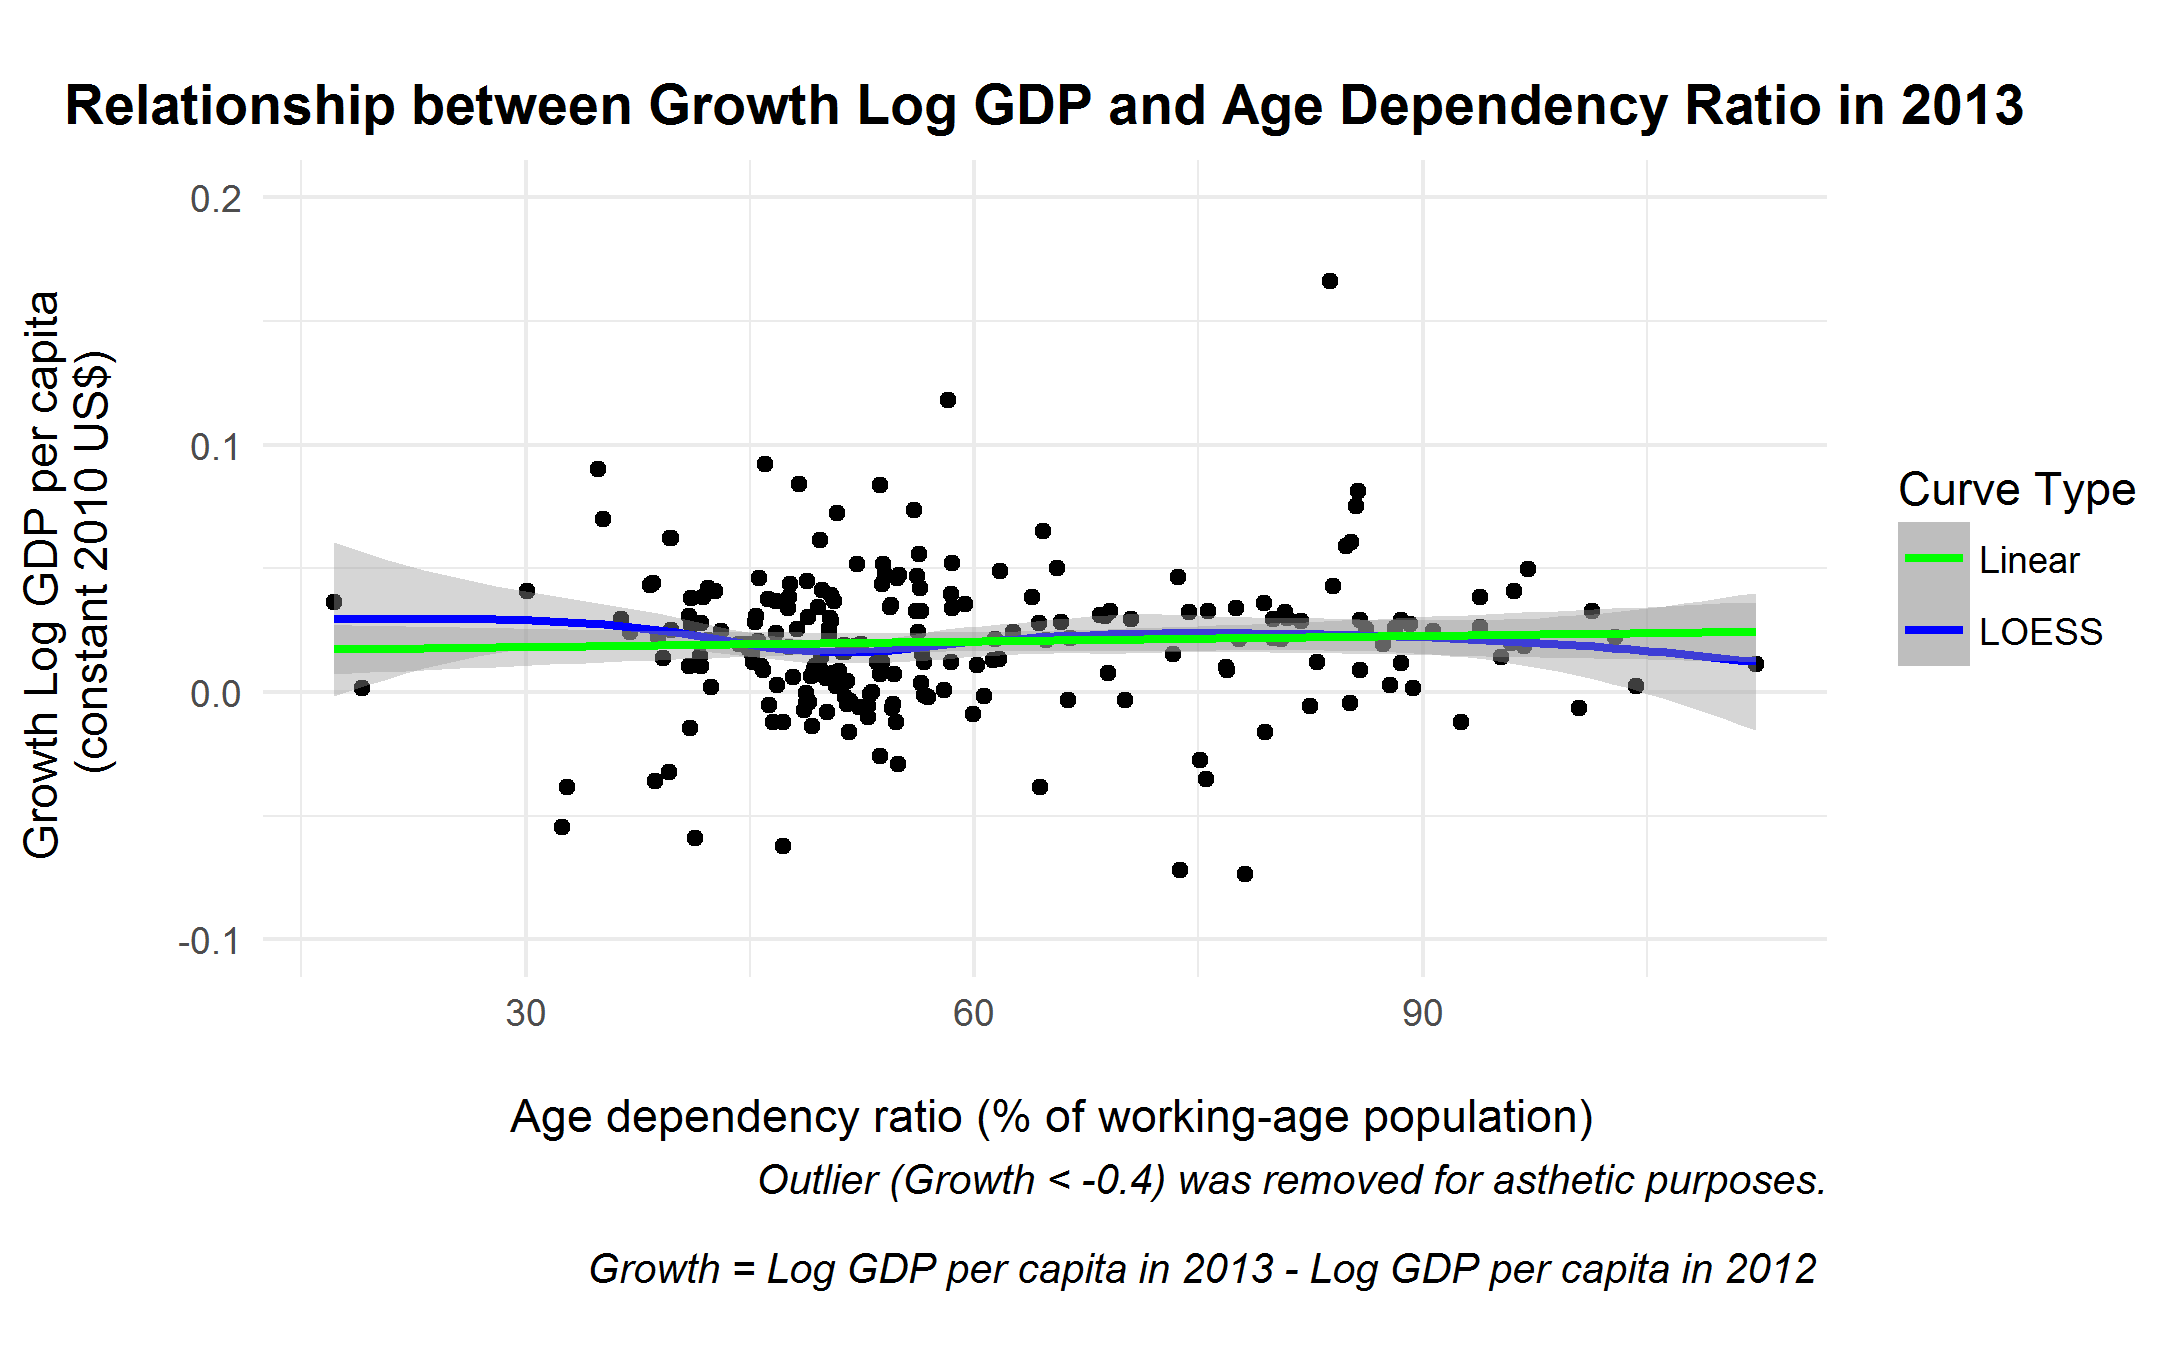 Relationship between Growth Log GDP and Age Dependency Ratio in 2013
Growth Log GDP per capita
(constant 2010 US$)
0.2
0.1
0.0
-0.1
30
60
90
Age dependency ratio (% of working-age population)
Curve Type
Linear
LOESS
Outlier (Growth < -0.4) was removed for asthetic purposes.
Growth = Log GDP per capita in 2013 - Log GDP per capita in 2012